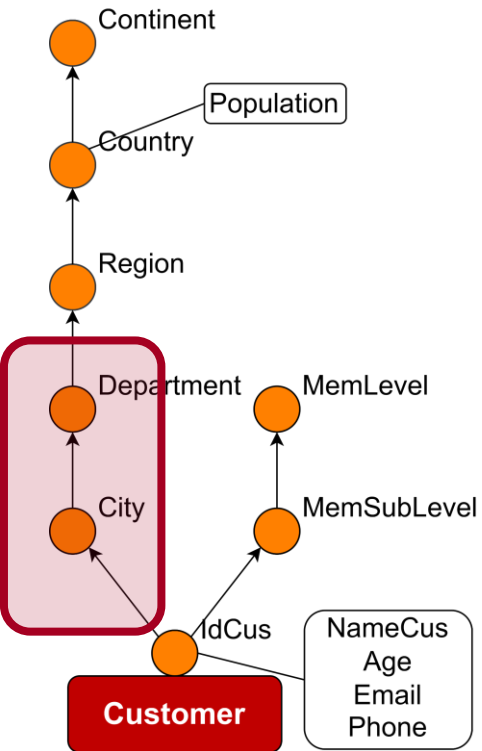 Continent
Population
Country
Region
Department
MemLevel
City
MemSubLevel
IdCus
NameCus
Age
Email
Phone
Customer